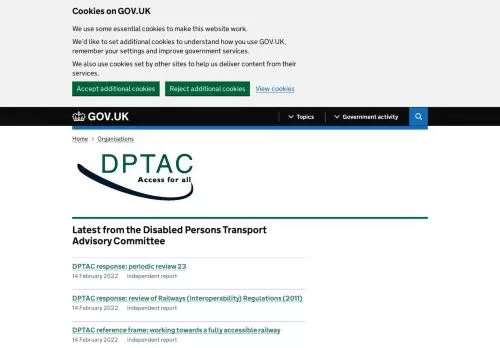 Cookies on GOV.UK
We use some essential cookies to make this website work.
We'd like to set additional cookies to understand how you use GOV.UK,
remember your settings and improve government services.
We also use cookies set by other sites to help us deliver content from their
services.
Accept additional cookies Reject additional cookies View cookies
GOV.UK Topics Government activity
Home Organisations
DPTAC
Access for all
Latest from the Disabled Persons Transport
Advisory Committee
DPTAC response: periodic review 23
14 February 2022 Independent report
DPTAC response: review of Railways (Interoperability) Regulations (2011)
14 February 2022 Independent report
DPTAC reference frame: working towards a fully accessible railway
14 February 2022 Independent report